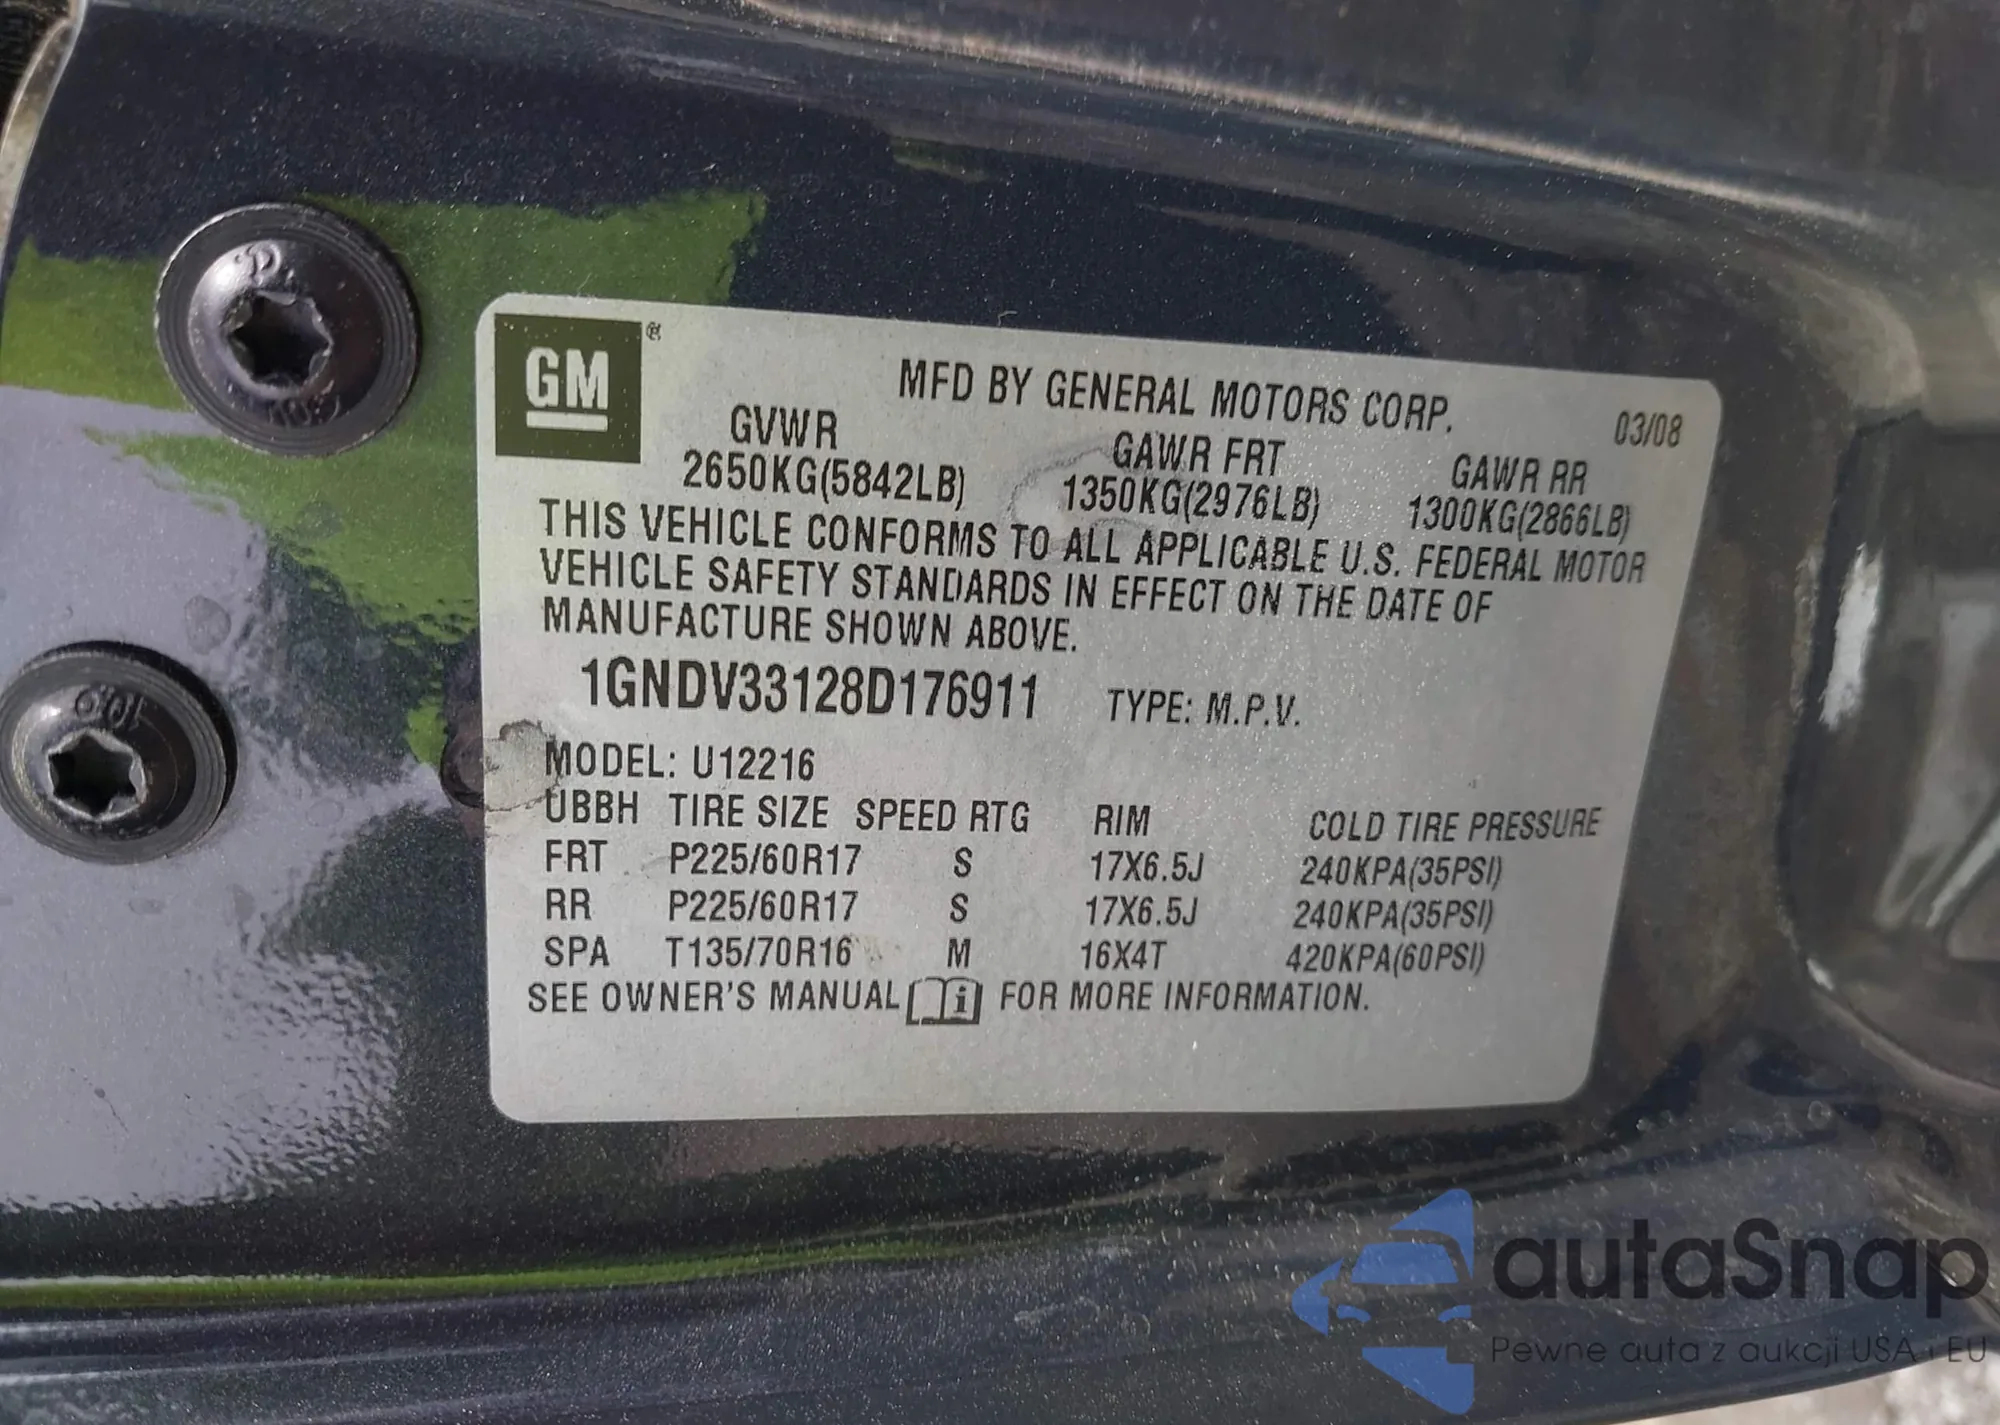 P.
10.9
GM ®
MFD BY GENERAL MOTORS CORP. 03/08
GVWR GAWR FRT GAWR RR
2650KG(5842LB) 1350KG(2976LB) 1300KG(2866LB)
THIS VEHICLE CONFORMS TO ALL APPLICABLE U.S. FEDERAL MOTOR
VEHICLE SAFETY STANDARDS IN EFFECT ON THE DATE OF
MANUFACTURE SHOWN ABOVE.
1GNDV33128D176911 TYPE: M.P.V.
MODEL: U12216
UBBH TIRE SIZE SPEED RTG RIM COLD TIRE PRESSURE
FRT P225/60R17 S 17X6.5J 240KPA(35PSI)
RR P225/60R17 S 17X6.5J 240KPA(35PSI)
SPA T135/70R16 M 16X4T 420KPA(60PSI)
SEE OWNER'S MANUAL i FOR MORE INFORMATION.
autaSnap
Pewne auta z aukcji USA i EU